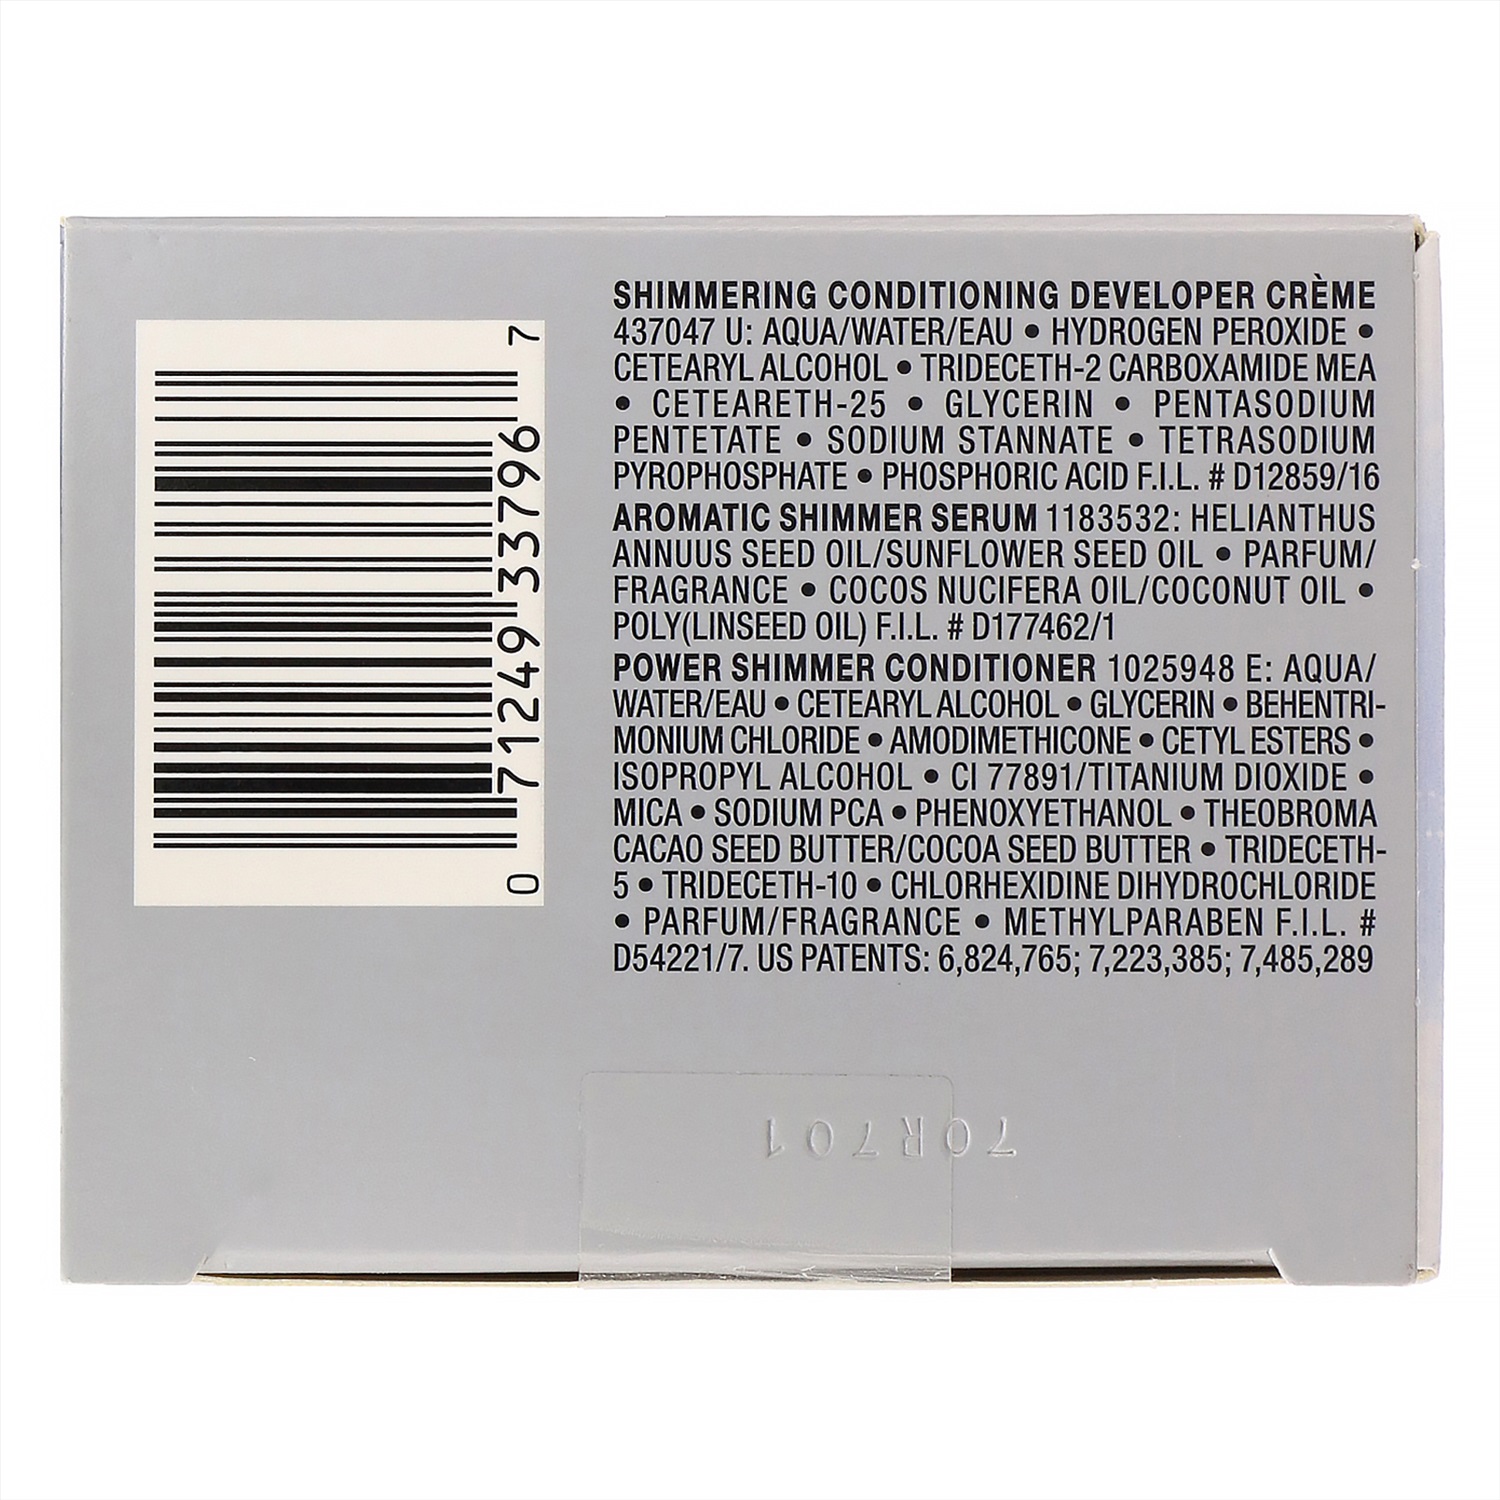 SHIMMERING CONDITIONING DEVELOPER CRÈME
437047 U: AQUA/WATER/EAU • HYDROGEN PEROXIDE •
CETEARYL ALCOHOL • TRIDECETH-2 CARBOXAMIDE MEA
• CETEARETH-25 • GLYCERIN • PENTASODIUM
PENTETATE • SODIUM STANNATE • TETRASODIUM
PYROPHOSPHATE • PHOSPHORIC ACID F.I.L. # D12859/16
AROMATIC SHIMMER SERUM 1183532: HELIANTHUS
ANNUUS SEED OIL/SUNFLOWER SEED OIL • PARFUM/
FRAGRANCE • COCOS NUCIFERA OIL/COCONUT OIL •
POLY(LINSEED OIL) F.I.L. # D177462/1
POWER SHIMMER CONDITIONER 1025948 E: AQUA/
WATER/EAU • CETEARYL ALCOHOL • GLYCERIN • BEHENTRI-
MONIUM CHLORIDE • AMODIMETHICONE • CETYL ESTERS •
ISOPROPYL ALCOHOL • CI 77891/TITANIUM DIOXIDE •
MICA • SODIUM PCA • PHENOXYETHANOL • THEOBROMA
CACAO SEED BUTTER/COCOA SEED BUTTER • TRIDECETH-
5 • TRIDECETH-10 • CHLORHEXIDINE DIHYDROCHLORIDE
• PARFUM/FRAGRANCE • METHYLPARABEN F.I.L. #
D54221/7. US PATENTS: 6,824,765; 7,223,385; 7,485,289
0 71249 33796 7
70R701